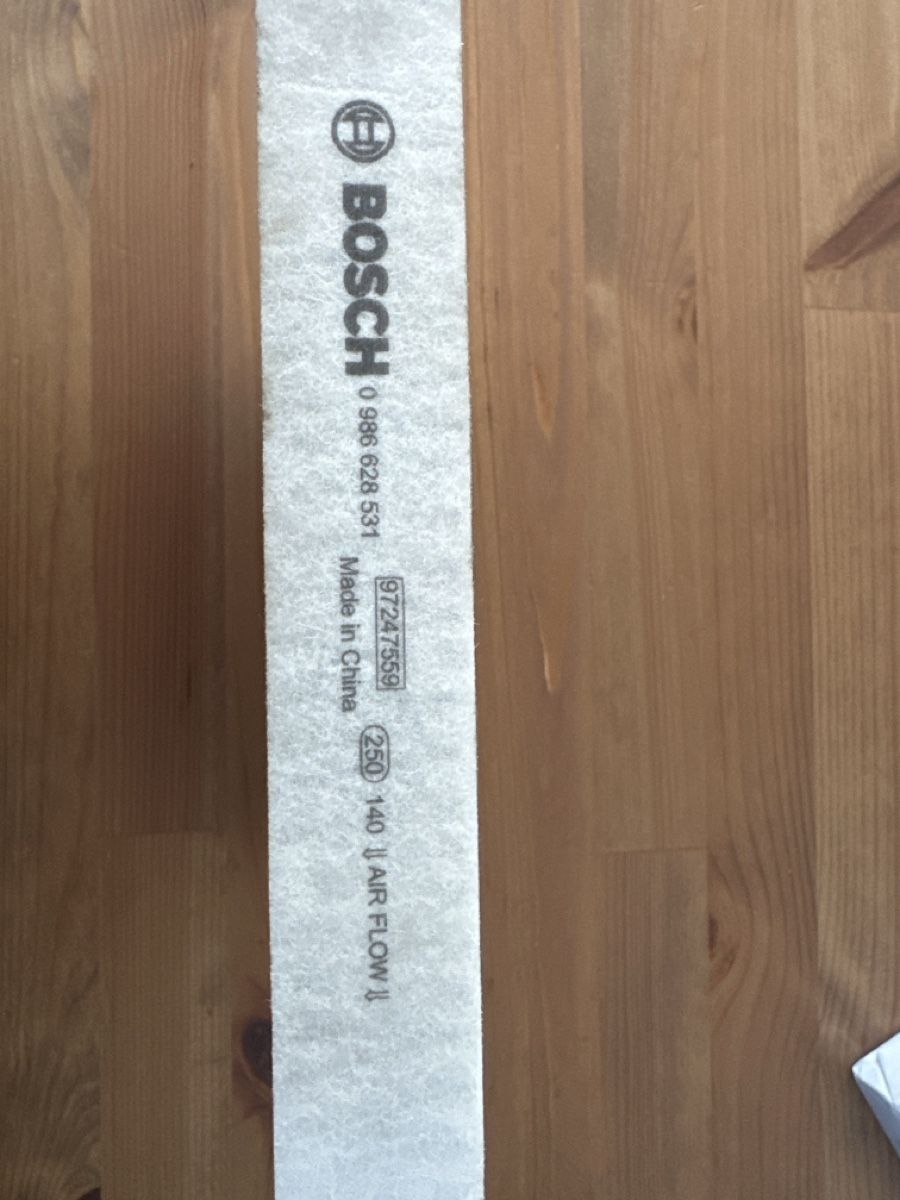 BOSCH
0 986 628 531
97247559
Made in China
250 140 ⇓ AIR FLOW ⇓